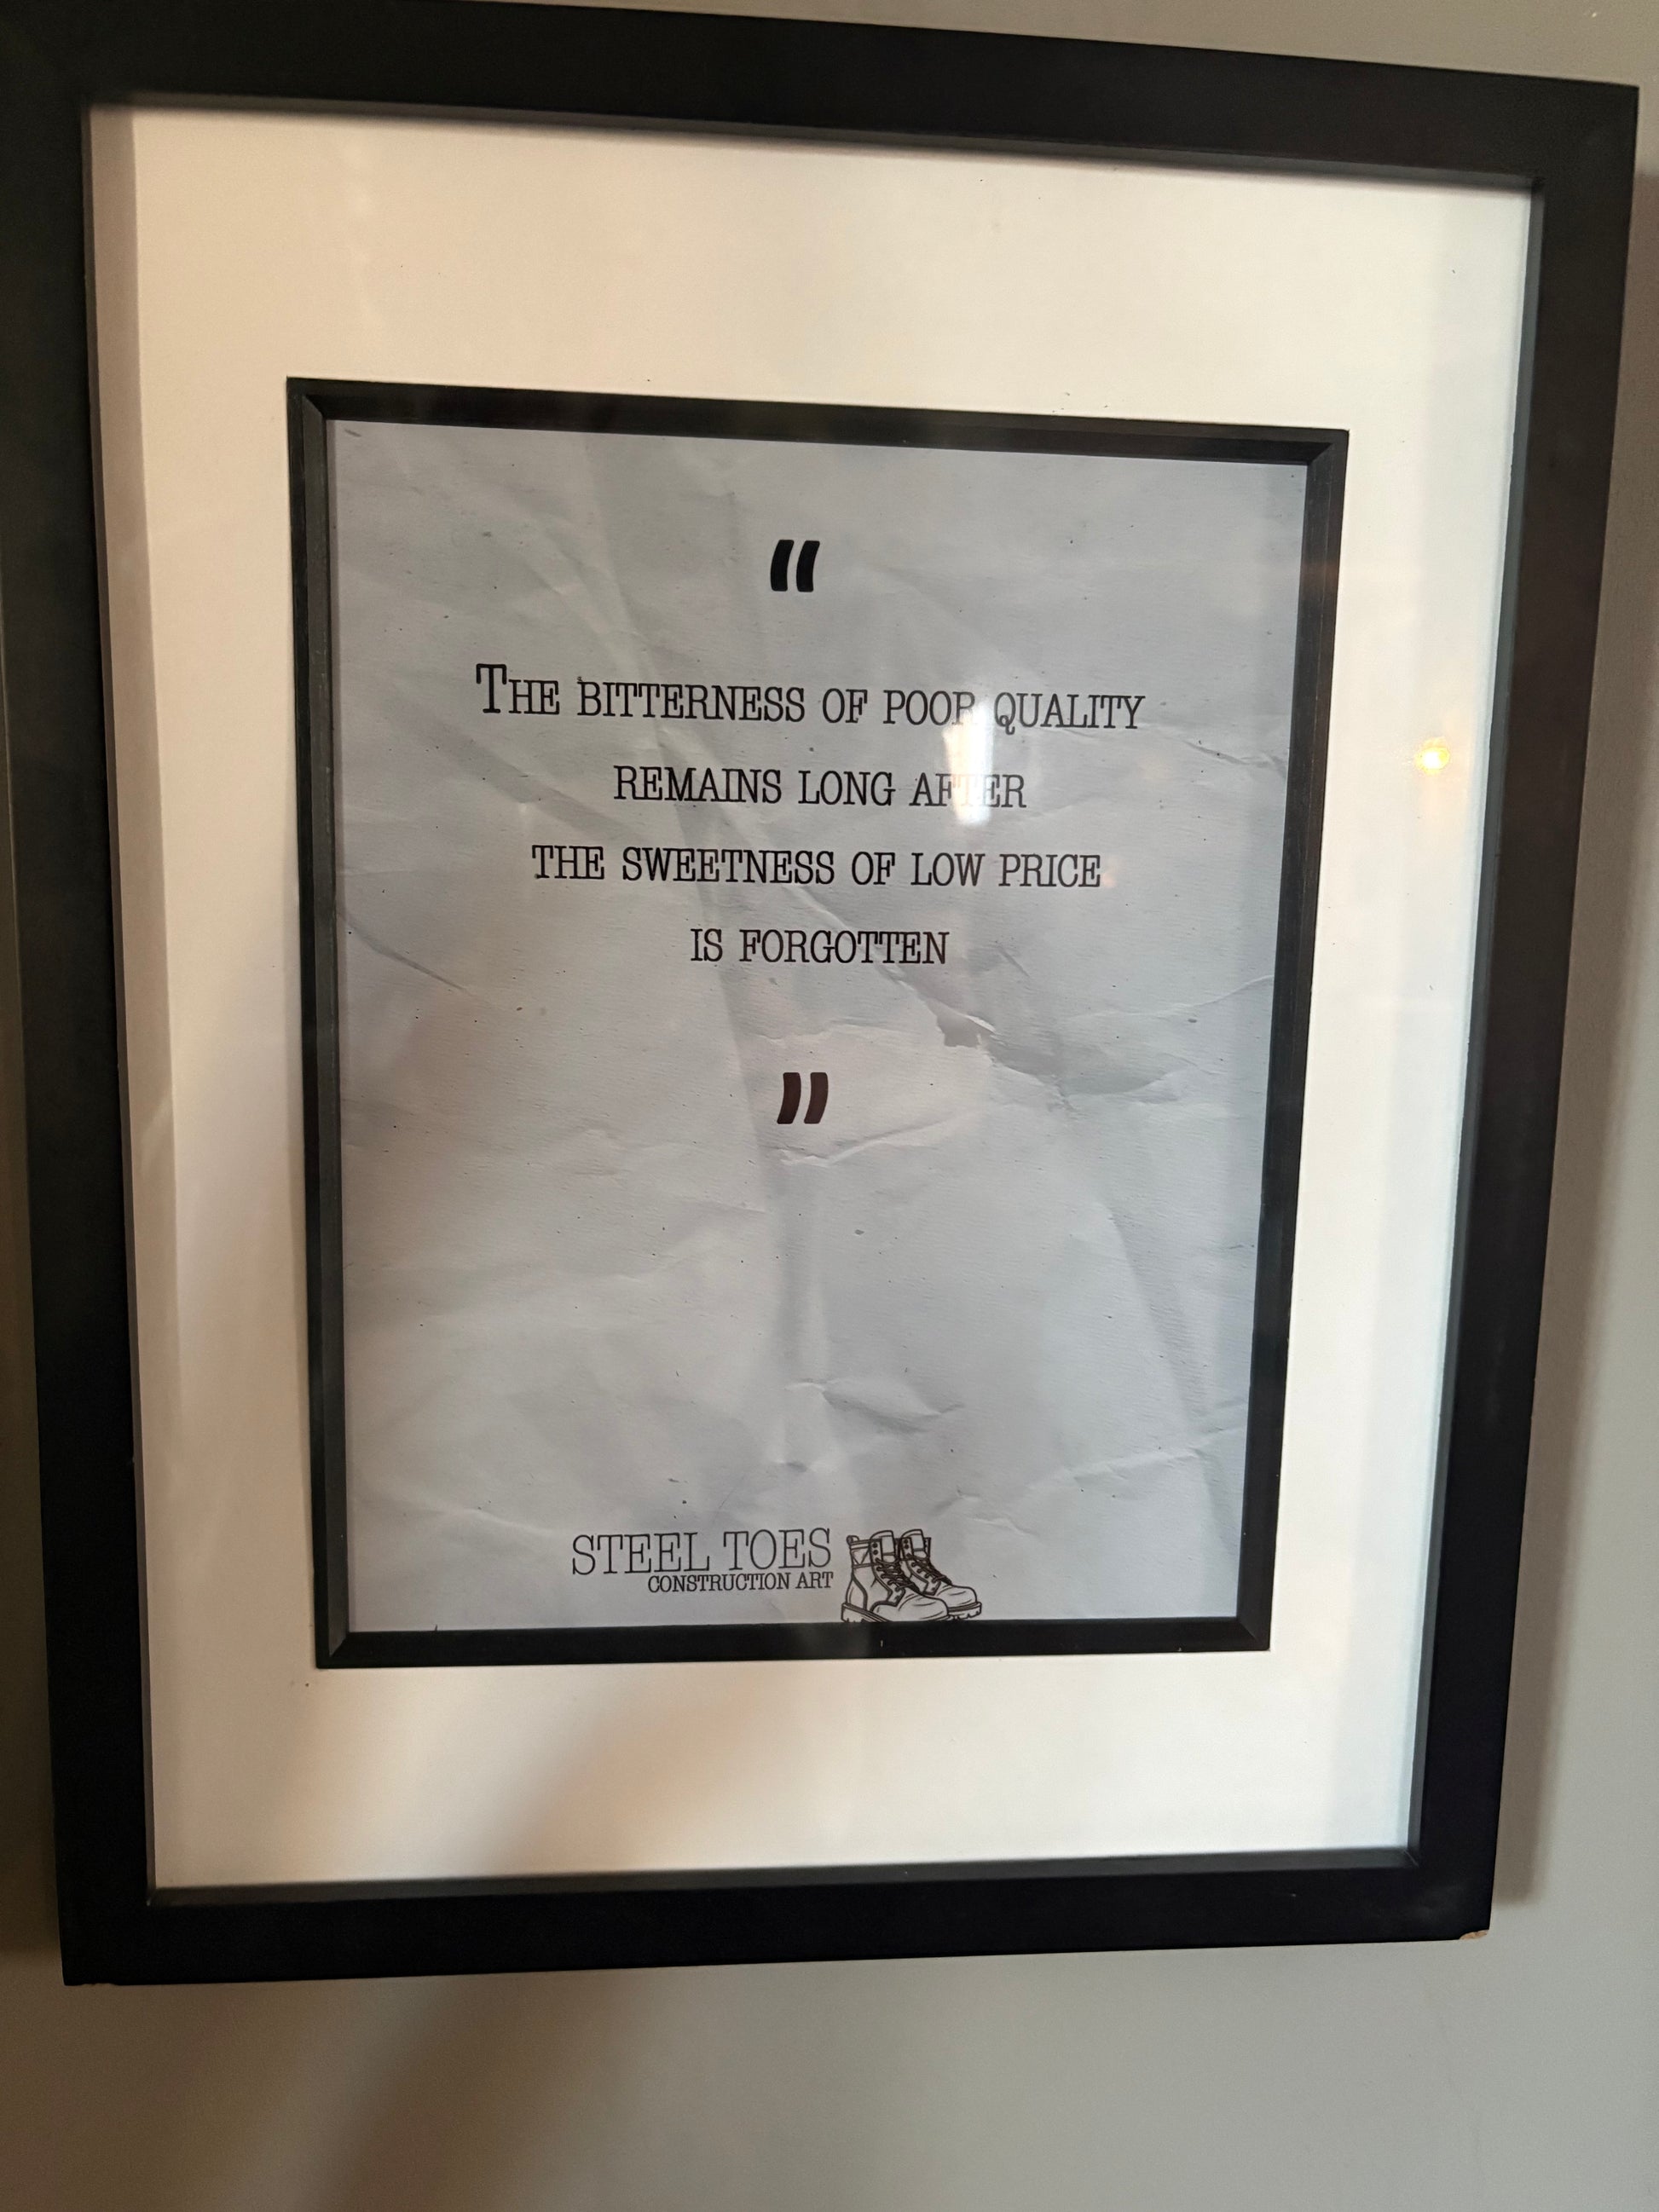 "
The bitterness of poor quality
remains long after
the sweetness of low price
is forgotten
"
STEEL TOES
CONSTRUCTION ART